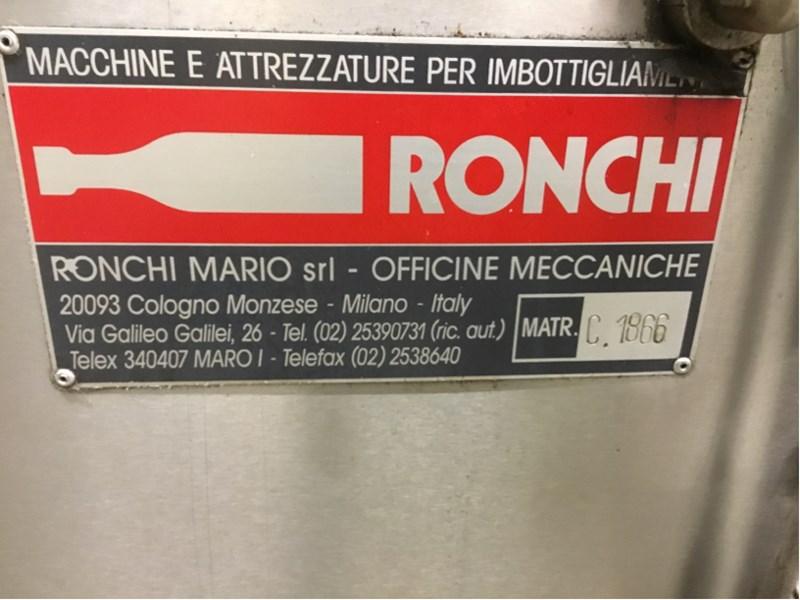 MACCHINE E ATTREZZATURE PER IMBOTTIGLIAMENT
RONCHI
RONCHI MARIO srl - OFFICINE MECCANICHE
20093 Cologno Monzese - Milano - Italy
Via Galileo Galilei, 26 - Tel. (02) 25390731 (ric. aut.)
Telex 340407 MARO I - Telefax (02) 2538640
MATR. C. 1866